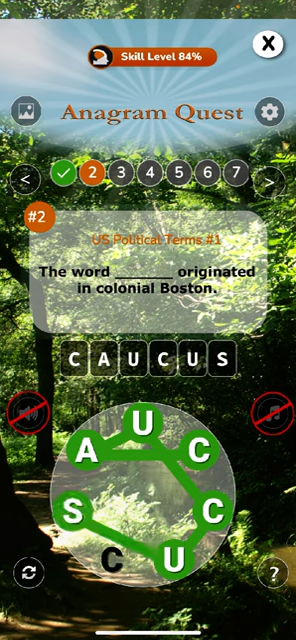 X
Skill Level 84%
Anagram Quest
< ✓ 2 3 4 5 6 7 >
#2
US Political Terms #1
The word ________ originated
in colonial Boston.
C A U C U S
U
A C
S C
C U
?